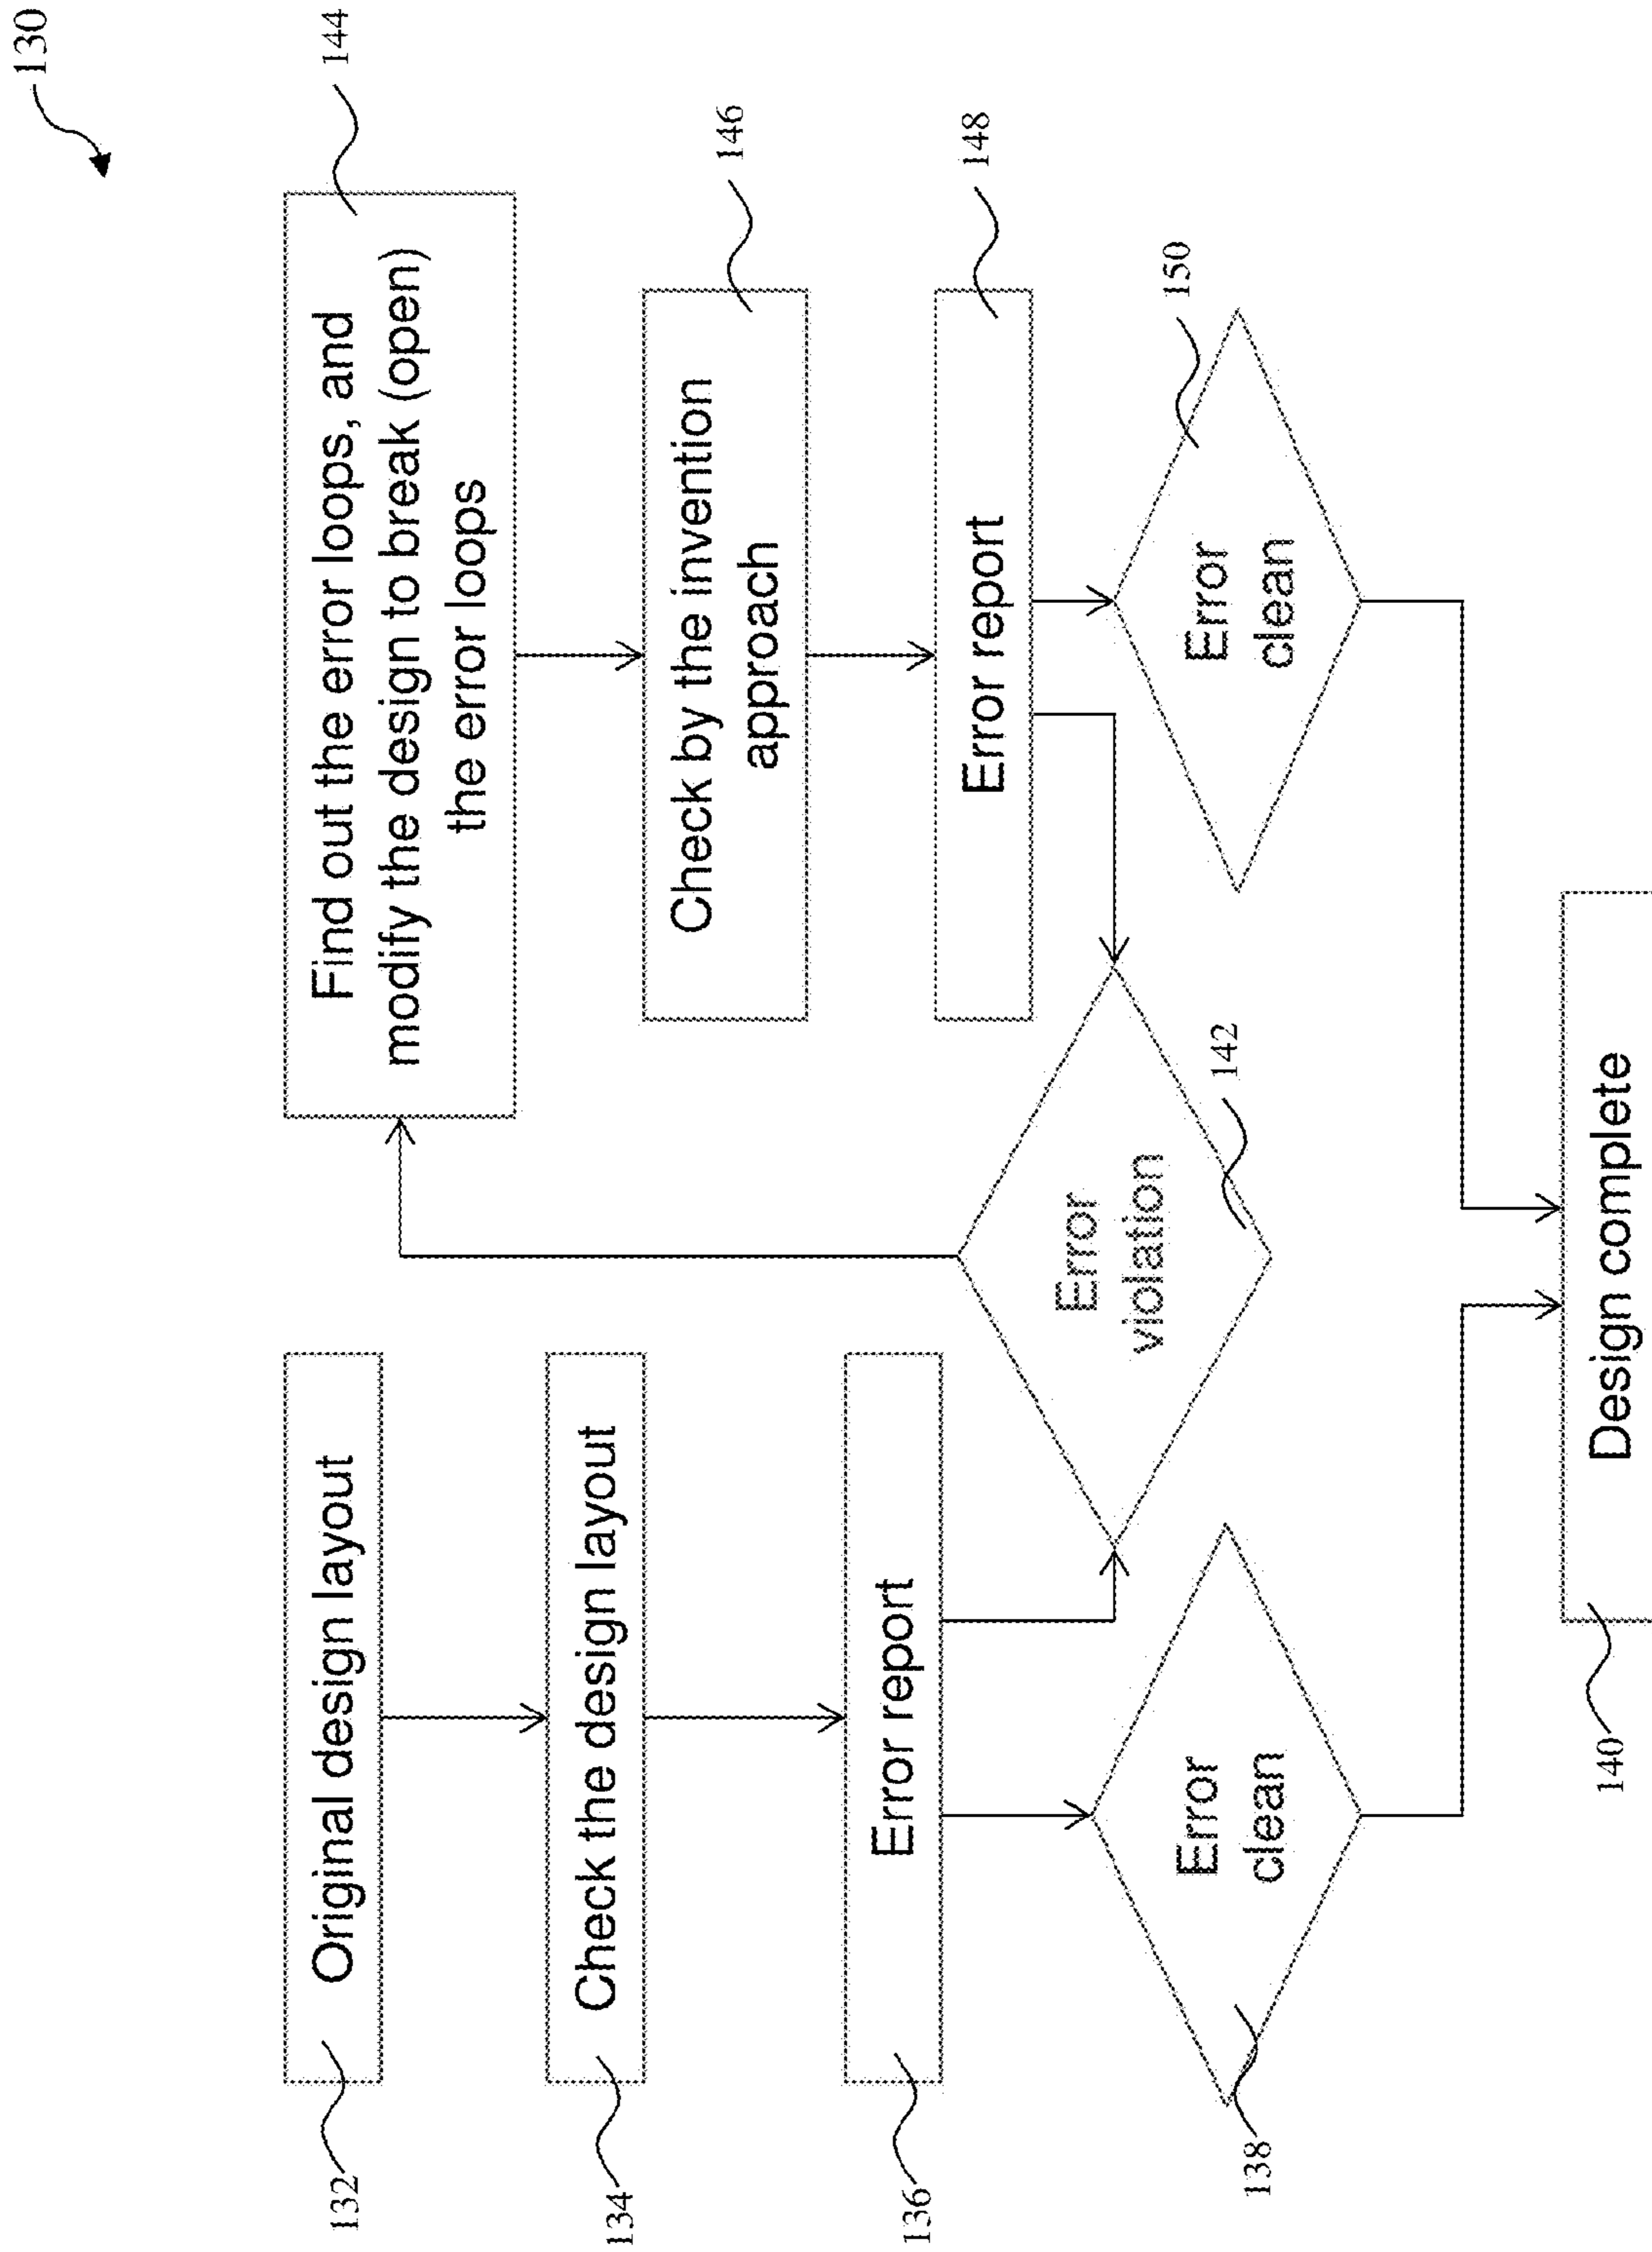 130
132
Original design layout
134
Check the design layout
136
Error report
138
Error
clean
142
Error
violation
144
Find out the error loops, and
modify the design to break (open)
the error loops
146
Check by the invention
approach
148
Error report
150
Error
clean
140
Design complete